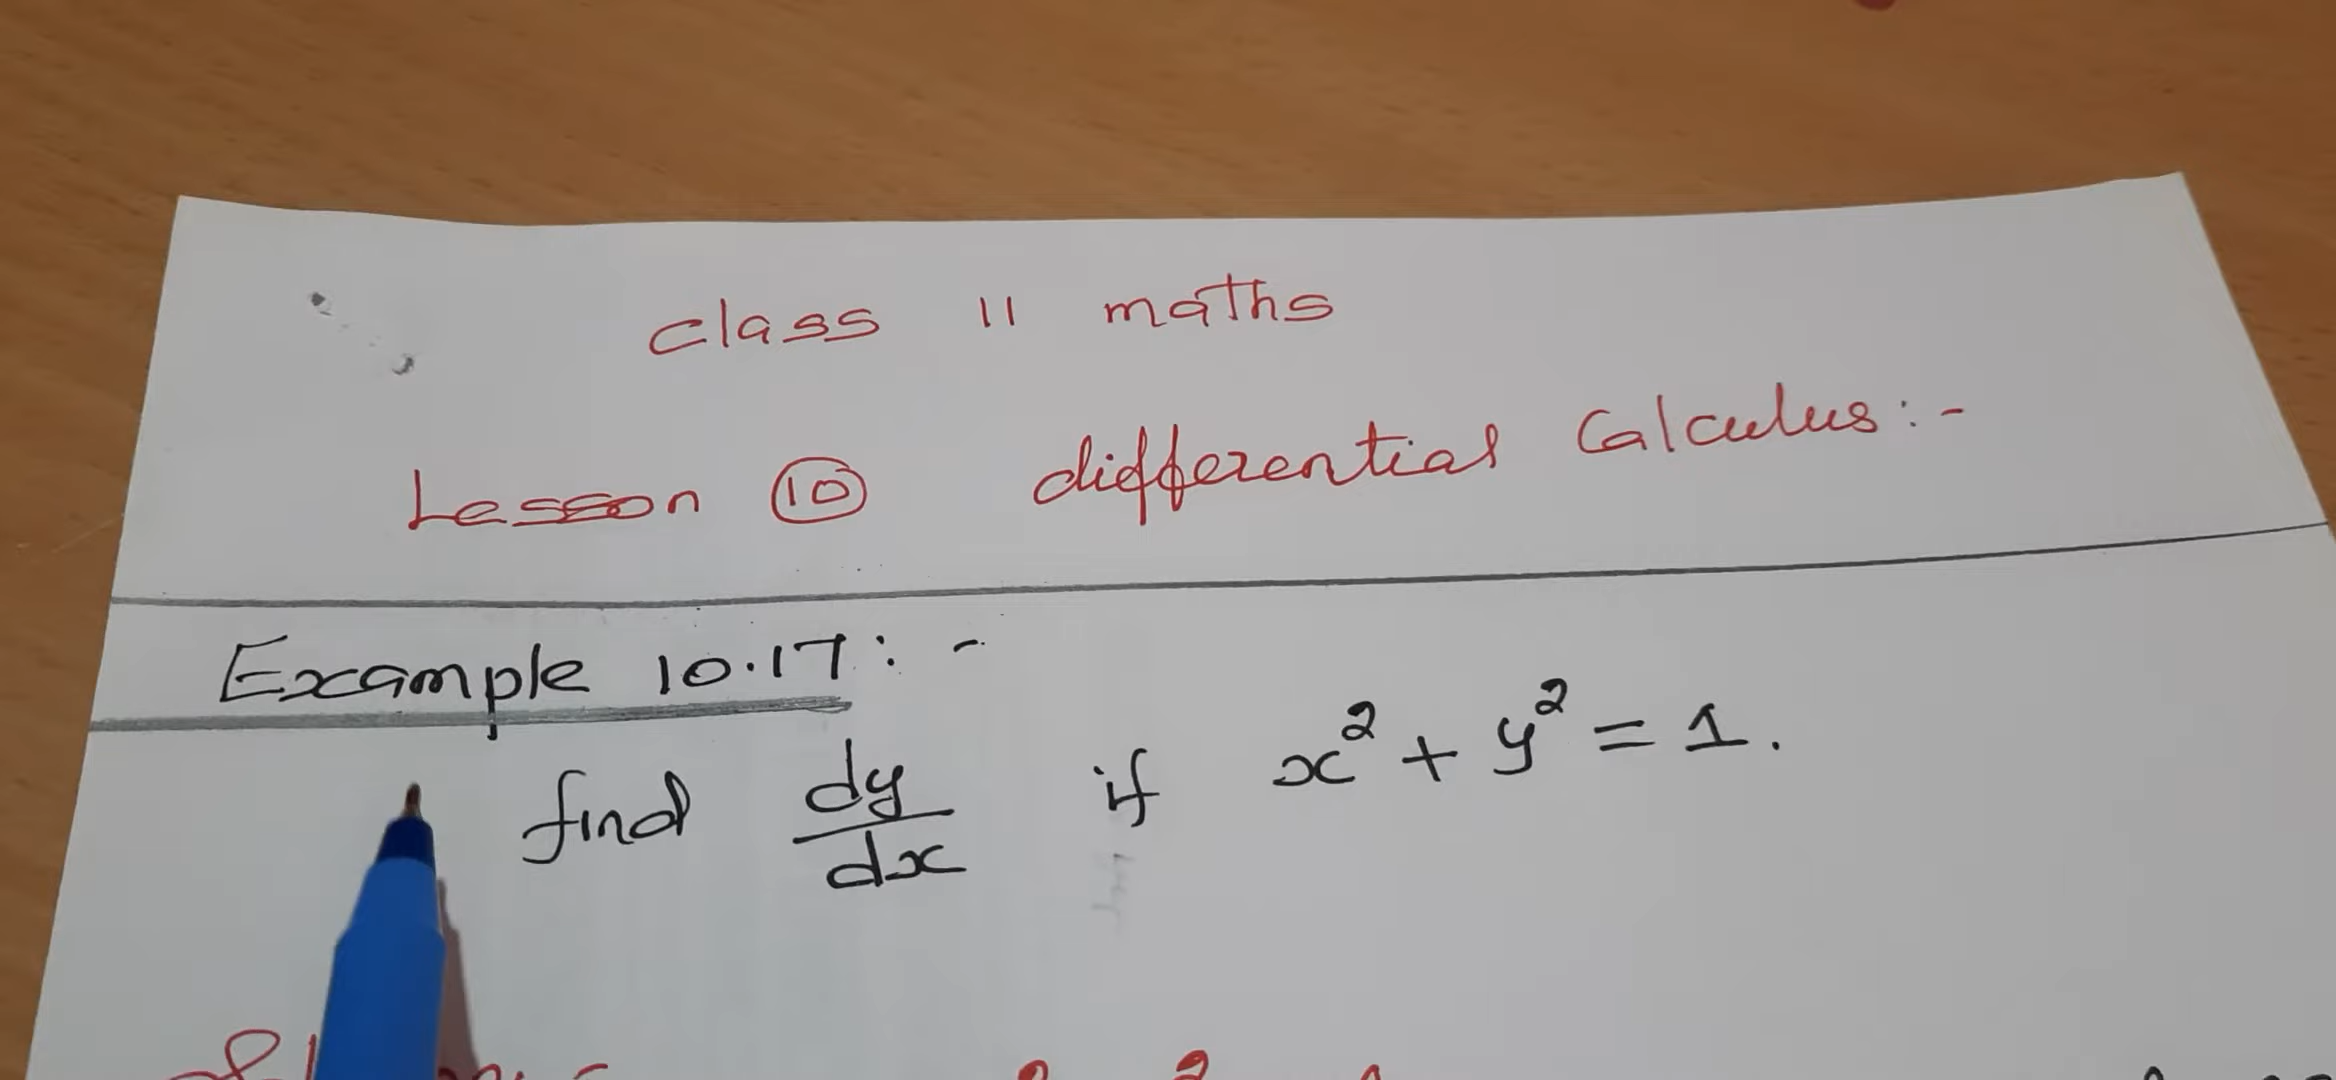 class 11 maths
Lesson 10 differential Calculus:-
Example 10.17:-
find dy/dx if x² + y² = 1.